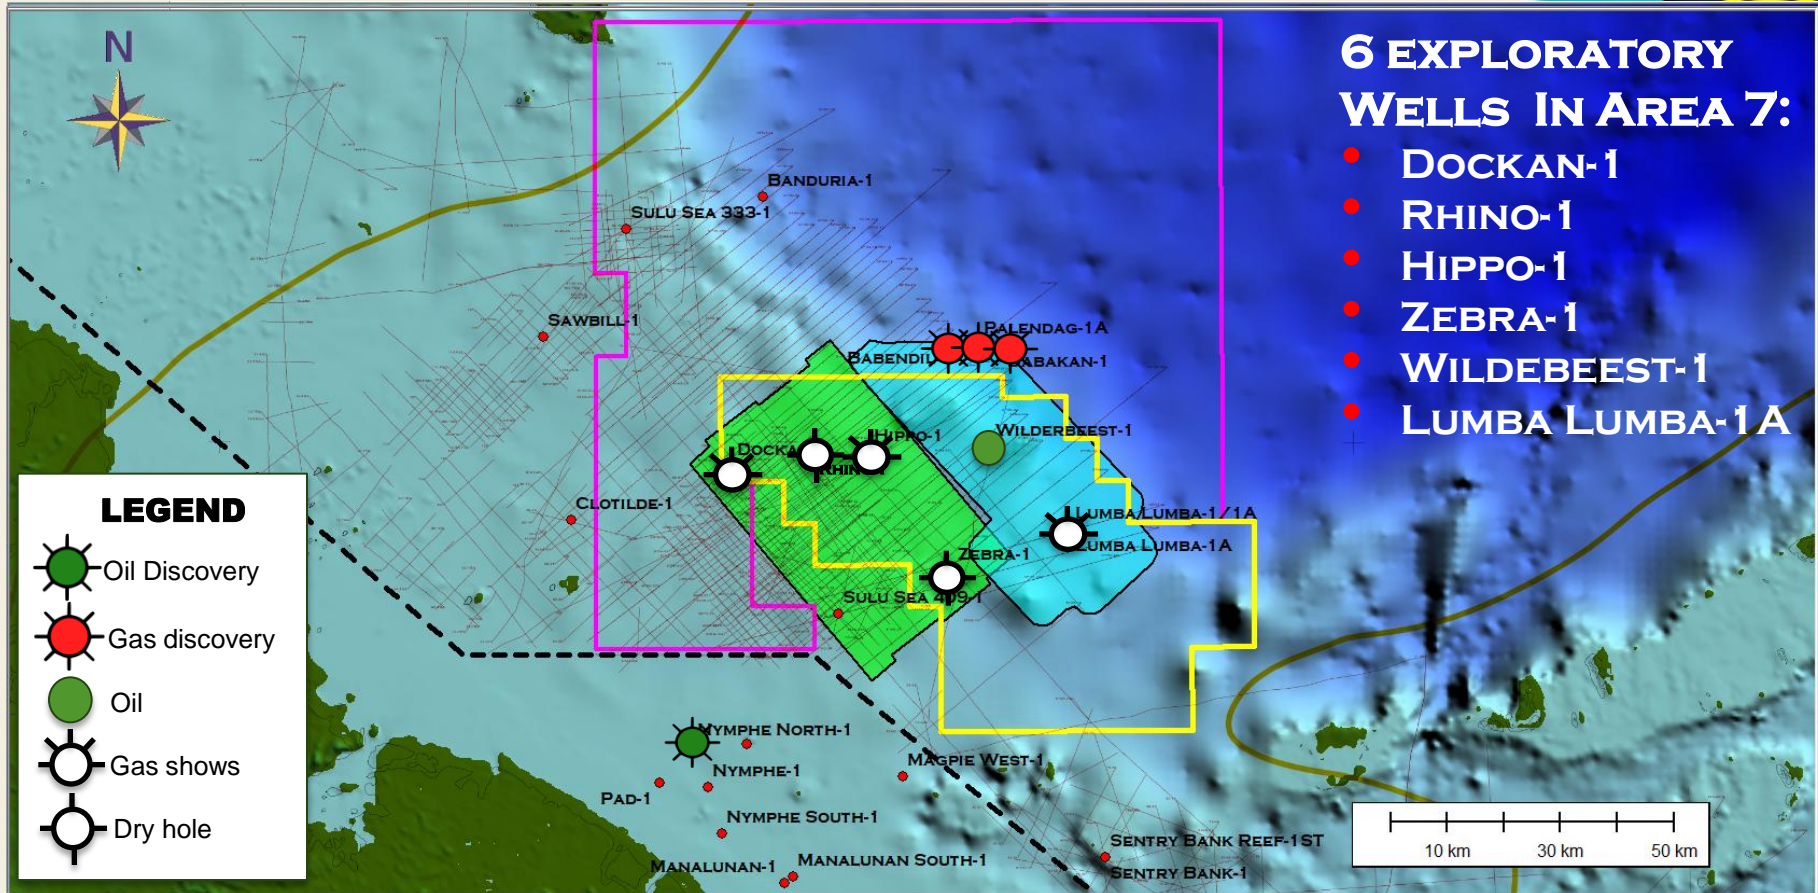 N
6 EXPLORATORY
WELLS IN AREA 7:
DOCKAN-1
RHINO-1
HIPPO-1
ZEBRA-1
WILDEBEEST-1
LUMBA LUMBA-1A
BANDURIA-1
SULU SEA 333-1
SAWBILL-1
PALENDAG-1A
BABENDIL
ABAKAN-1
HIPPO-1
WILDERBEEST-1
DOCKA
RHIN
CLOTILDE-1
LUMBA/LUMBA-1/1A
LUMBA LUMBA-1A
ZEBRA-1
SULU SEA 409-1
NYMPHE NORTH-1
MAGPIE WEST-1
NYMPHE-1
PAD-1
NYMPHE SOUTH-1
MANALUNAN-1
MANALUNAN SOUTH-1
SENTRY BANK REEF-1ST
SENTRY BANK-1
LEGEND
Oil Discovery
Gas discovery
Oil
Gas shows
Dry hole
10 km 30 km 50 km